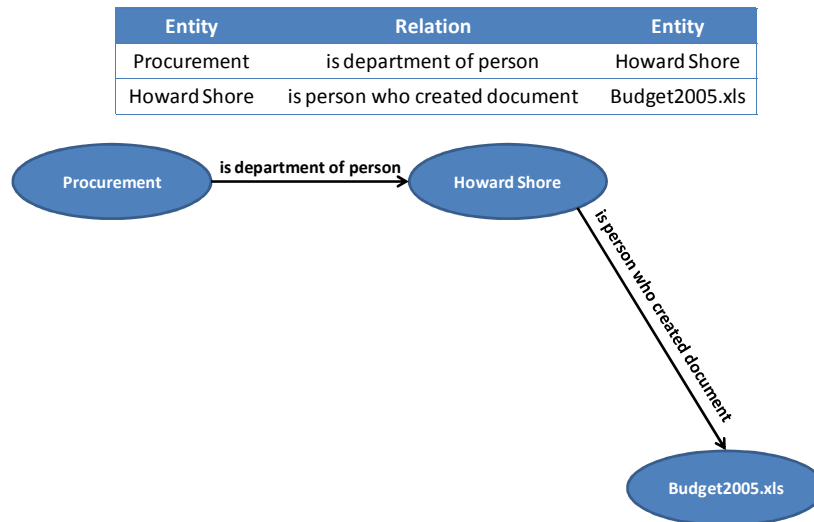 Entity Relation Entity
Procurement is department of person Howard Shore
Howard Shore is person who created document Budget2005.xls
is department of person
Procurement
Howard Shore
is person who created document
Budget2005.xls